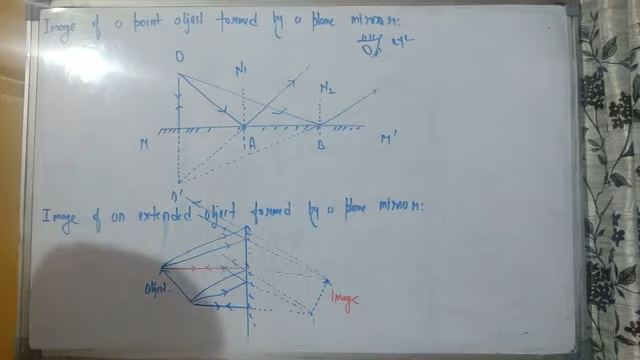 Image of a point object formed by a plane mirror:
O
N1
N2
M
A
B
M'
O'
Image of an extended object formed by a plane mirror:
Object.
Image